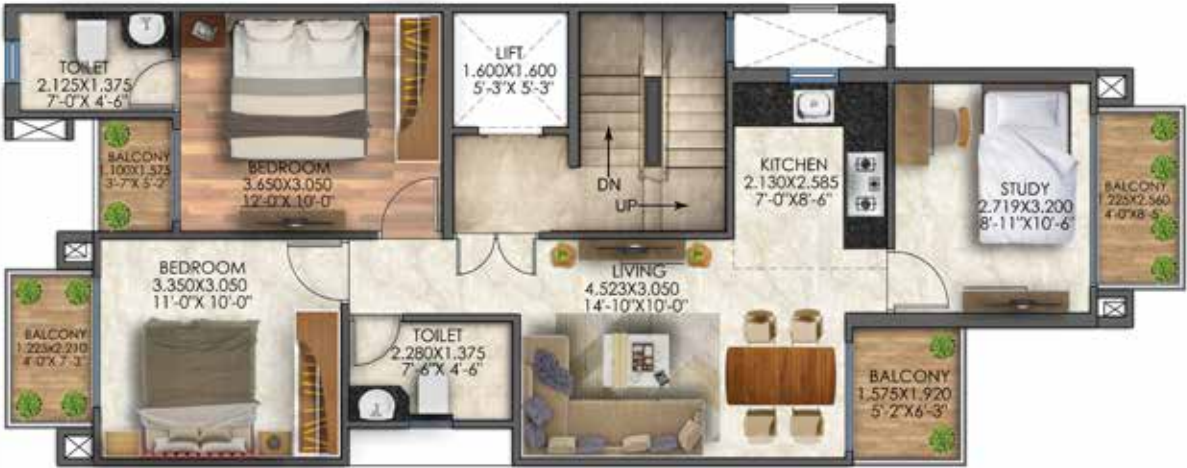 TOILET
2.125X1.375
7'-0"X 4'-6"
BALCONY
1.100X1.575
3'-7"X 5'-2"
BEDROOM
3.650X3.050
12'-0"X 10'-0"
LIFT
1.600X1.600
5'-3"X 5'-3"
DN
UP
KITCHEN
2.130X2.585
7'-0"X8'-6"
STUDY
2.719X3.200
8'-11"X10'-6"
BALCONY
1.225X2.560
4'-0"X8'-5"
BEDROOM
3.350X3.050
11'-0"X 10'-0"
BALCONY
1.225X2.210
4'-0"X 7'-3"
TOILET
2.280X1.375
7'-6"X 4'-6"
LIVING
4.523X3.050
14'-10"X10'-0"
BALCONY
1.575X1.920
5'-2"X6'-3"